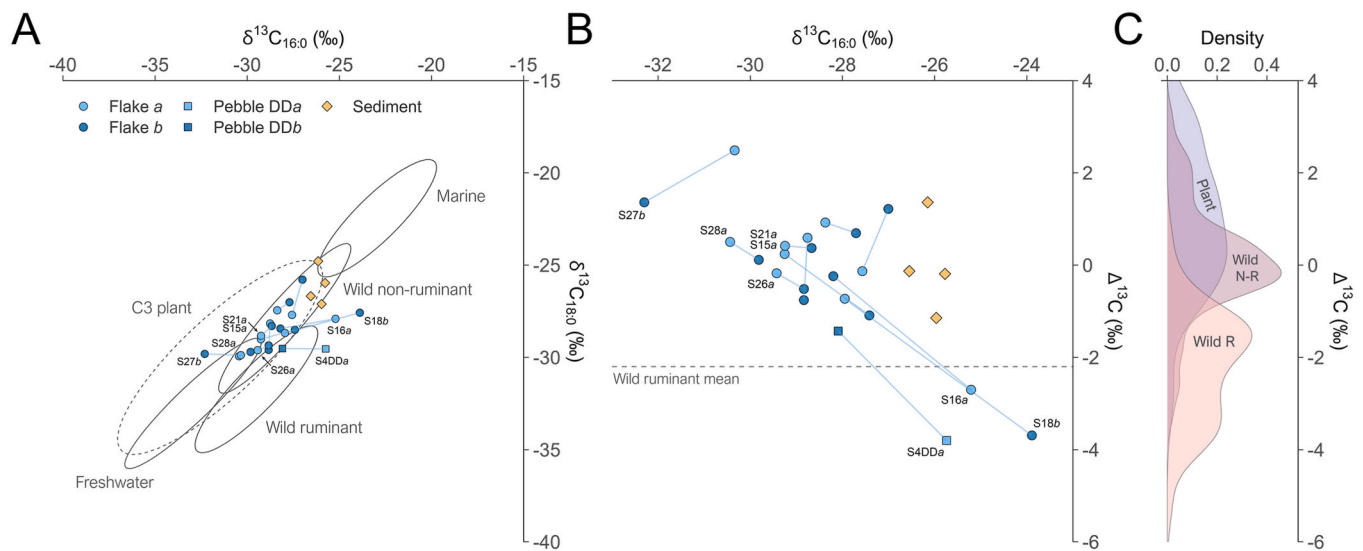 A
δ13C16:0 (‰)
-40 -35 -30 -25 -20 -15
-15
-20
-25
-30
-35
-40
δ13C18:0 (‰)
Flake a
Pebble DDa
Sediment
Flake b
Pebble DDb
Marine
C3 plant
Wild non-ruminant
S21a
S15a
S28a
S27b
S16a
S18b
S26a
S4DDa
Wild ruminant
Freshwater
B
δ13C16:0 (‰)
-32 -30 -28 -26 -24
4
2
0
-2
-4
-6
Δ13C (‰)
S27b
S28a
S21a
S15a
S26a
Wild ruminant mean
S16a
S18b
S4DDa
C
Density
0.0 0.2 0.4
4
2
0
-2
-4
-6
Δ13C (‰)
Plant
Wild
N-R
Wild R